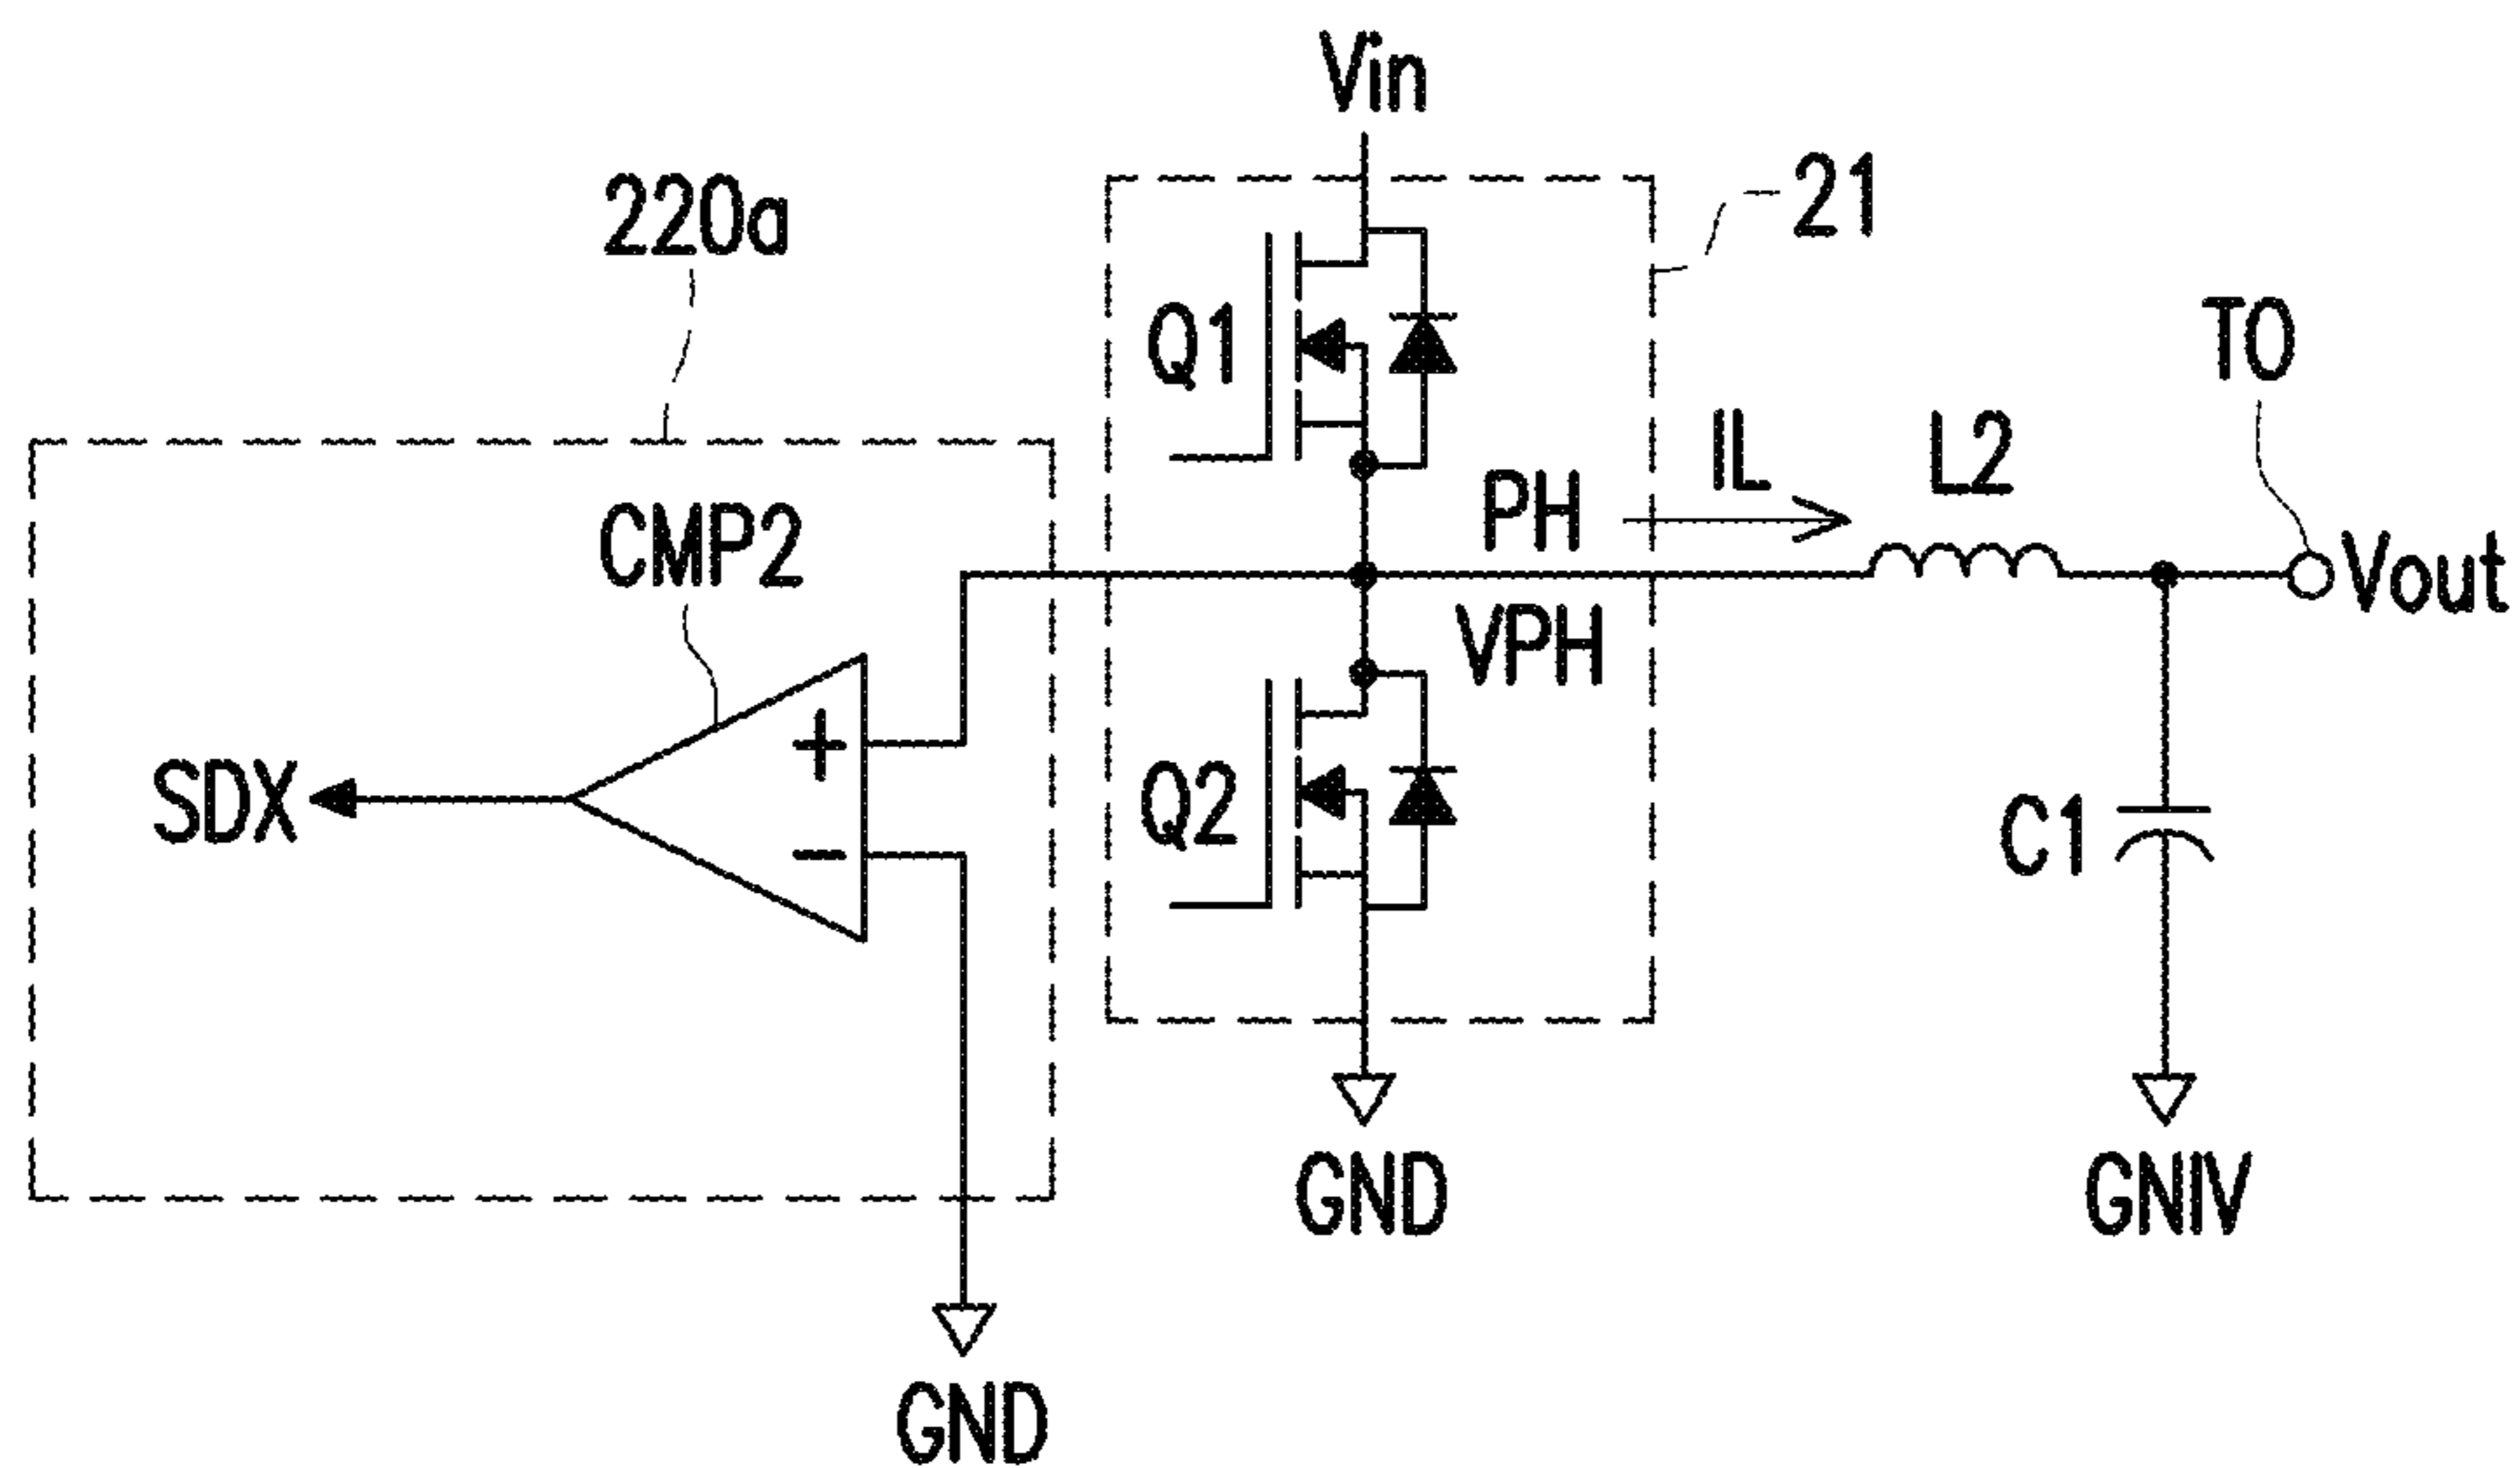 Vin
220a
21
Q1
TO
IL
L2
PH
CMP2
Vout
VPH
+
SDX
Q2
−
C1
GND
GNIV
GND